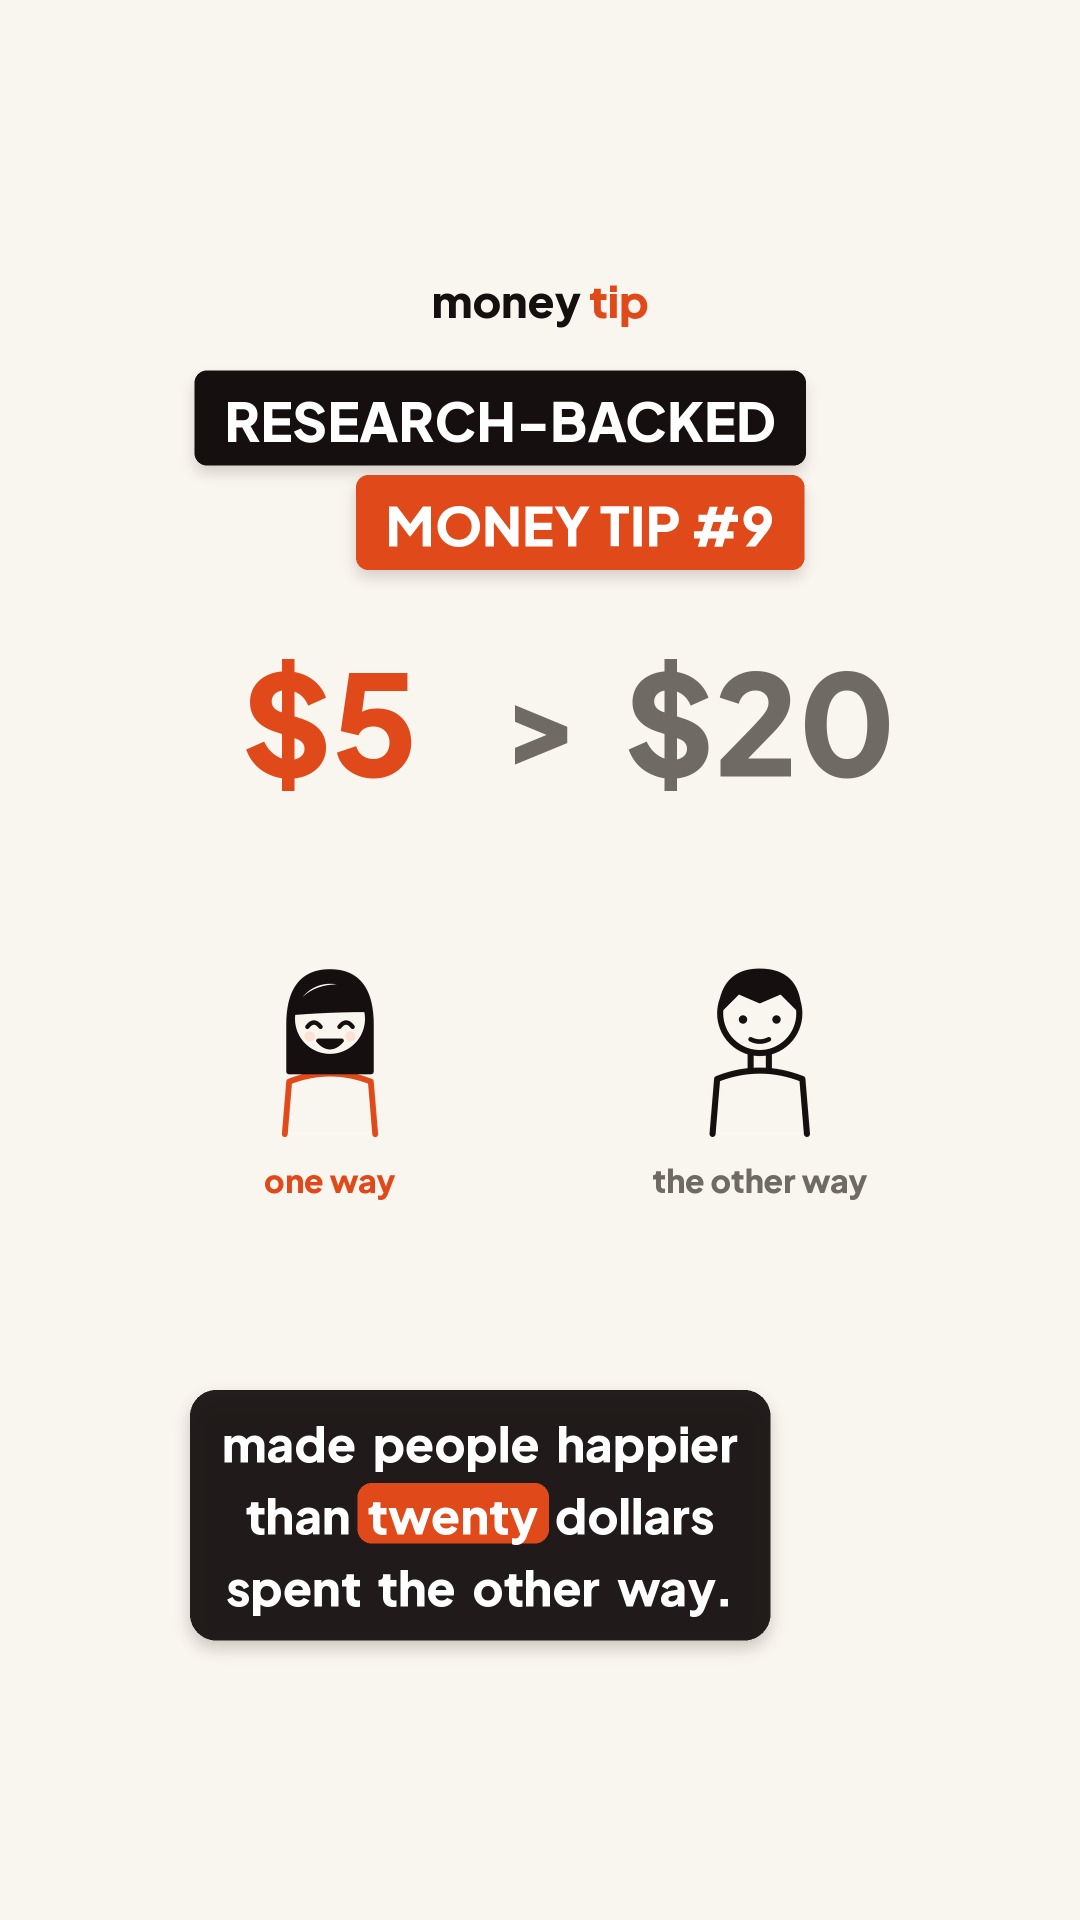 money tip
RESEARCH-BACKED
MONEY TIP #9
$5 > $20
one way
the other way
made people happier
than twenty dollars
spent the other way.